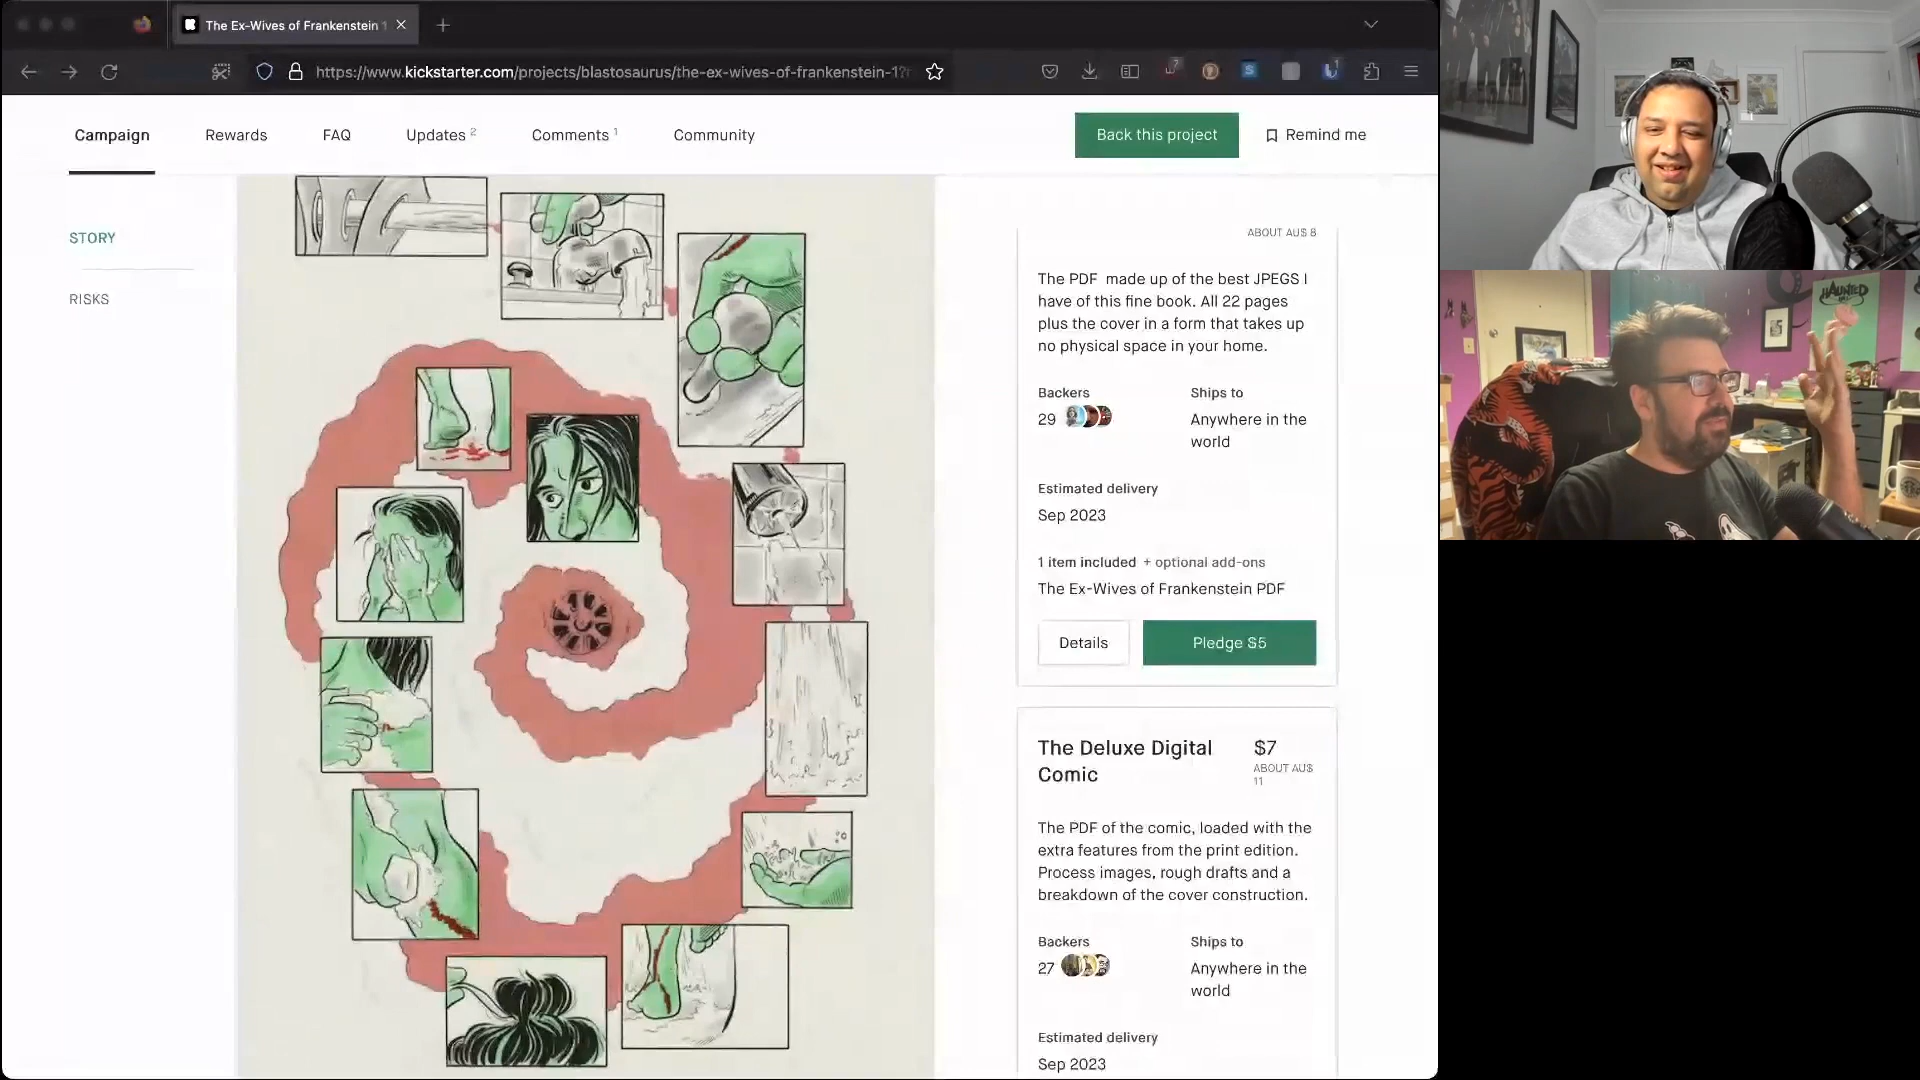 The Ex-Wives of Frankenstein 1
https://www.kickstarter.com/projects/blastosaurus/the-ex-wives-of-frankenstein-1?r
Campaign
Rewards
FAQ
Updates 2
Comments 1
Community
Back this project
Remind me
STORY
RISKS
ABOUT AU$ 8
The PDF made up of the best JPEGS I
have of this fine book. All 22 pages
plus the cover in a form that takes up
no physical space in your home.
Backers
Ships to
29
Anywhere in the
world
Estimated delivery
Sep 2023
1 item included + optional add-ons
The Ex-Wives of Frankenstein PDF
Details
Pledge $5
The Deluxe Digital
Comic
$7
ABOUT AU$
11
The PDF of the comic, loaded with the
extra features from the print edition.
Process images, rough drafts and a
breakdown of the cover construction.
Backers
Ships to
27
Anywhere in the
world
Estimated delivery
Sep 2023
HAUNTED